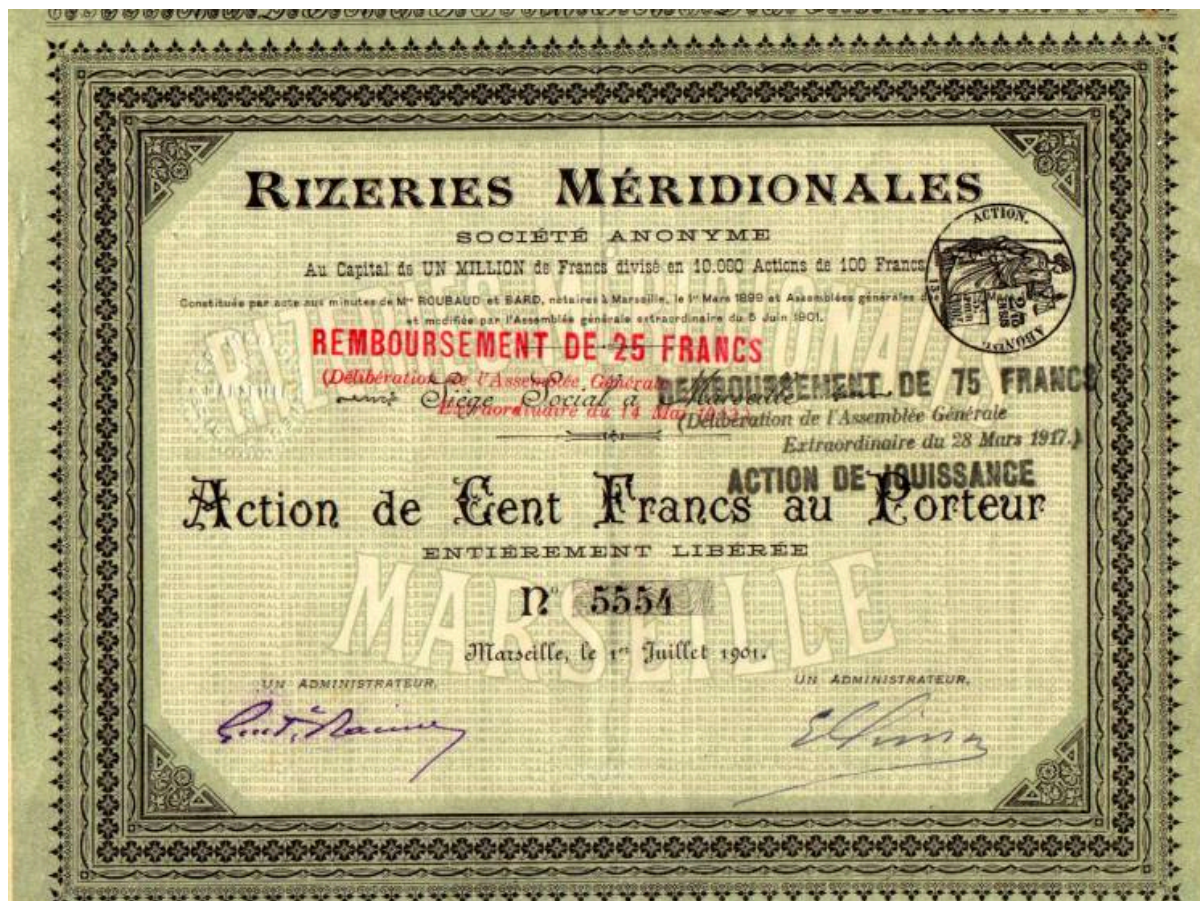 RIZERIES MÉRIDIONALES
SOCIÉTÉ ANONYME
Au Capital de UN MILLION de Francs divisé en 10.000 Actions de 100 Francs
Constituée par acte aux minutes de Mes ROUBAUD et BARD, notaires à Marseille, le 1er Mars 1899 et Assemblées générales
et modifiée par l'Assemblée générale extraordinaire du 5 Juin 1901.
ACTION.
ABONNT.
REMBOURSEMENT DE 25 FRANCS
(Délibération de l'Assemblée Générale
Extraordinaire du 14 Mai
Siège Social à Marseille
REMBOURSEMENT DE 75 FRANCS
(Délibération de l'Assemblée Générale
Extraordinaire du 28 Mars 1917.)
ACTION DE JOUISSANCE
Action de Cent Francs au Porteur
ENTIÈREMENT LIBÉRÉE
N° 5554
Marseille, le 1er Juillet 1901.
UN ADMINISTRATEUR,
UN ADMINISTRATEUR,
RIZERIES MÉRIDIONALES
MARSEILLE